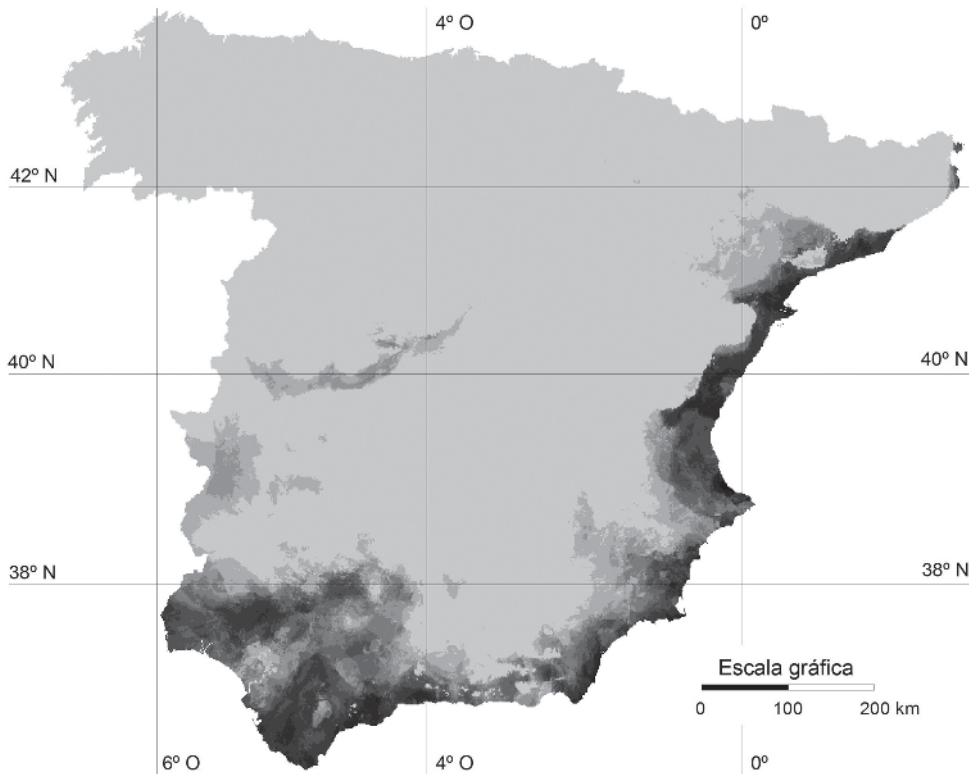 4º O
0º
42º N
40º N
40º N
38º N
38º N
Escala gráfica
0 100 200 km
6º O
4º O
0º